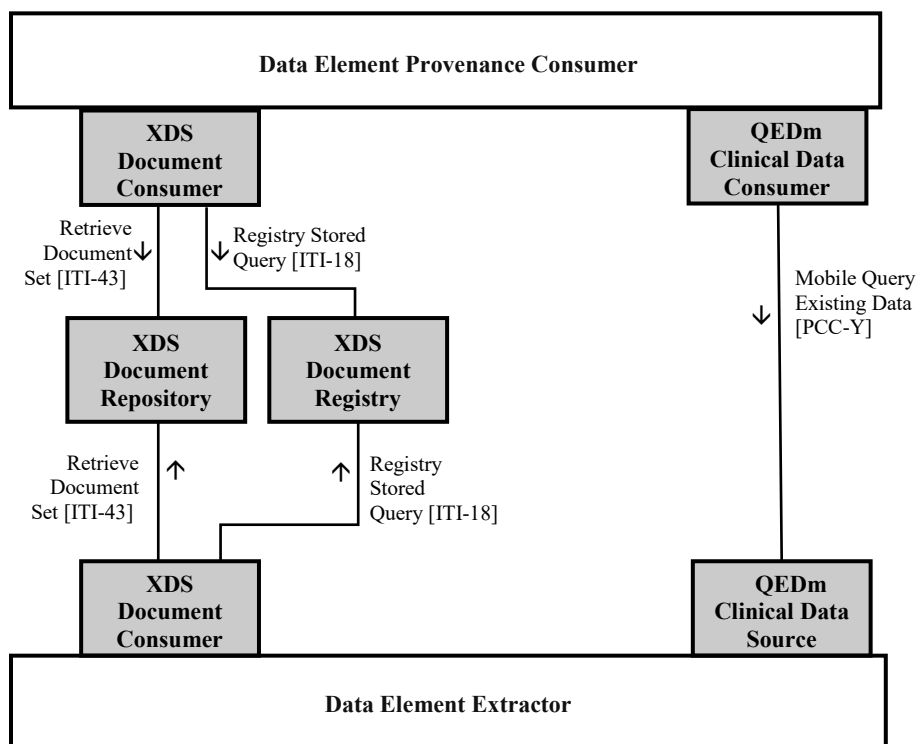 Data Element Provenance Consumer
XDS
Document
Consumer
QEDm
Clinical Data
Consumer
Retrieve
Document
Set [ITI-43]
Registry Stored
Query [ITI-18]
Mobile Query
Existing Data
[PCC-Y]
XDS
Document
Repository
XDS
Document
Registry
Retrieve
Document
Set [ITI-43]
Registry
Stored
Query [ITI-18]
XDS
Document
Consumer
QEDm
Clinical Data
Source
Data Element Extractor